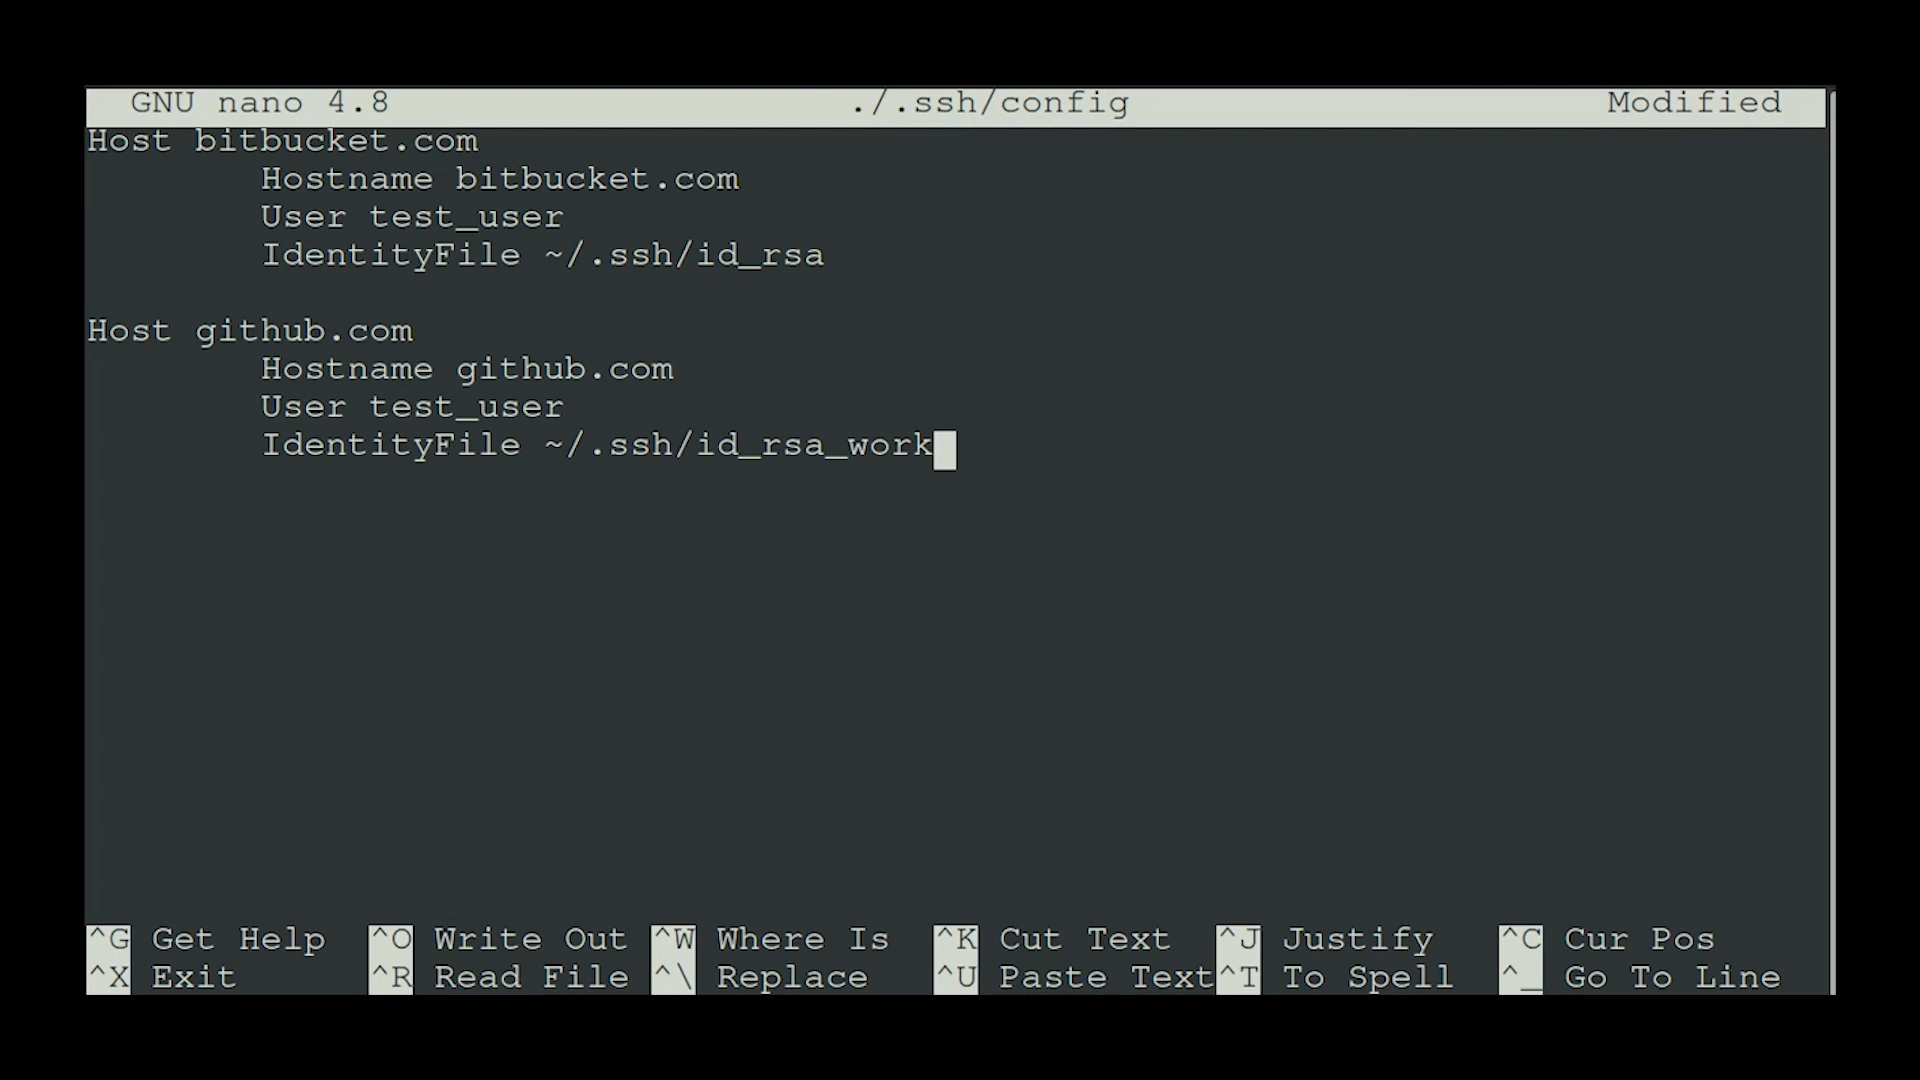 GNU nano 4.8 ./.ssh/config Modified
Host bitbucket.com
Hostname bitbucket.com
User test_user
IdentityFile ~/.ssh/id_rsa
Host github.com
Hostname github.com
User test_user
IdentityFile ~/.ssh/id_rsa_work
^G Get Help ^O Write Out ^W Where Is ^K Cut Text ^J Justify ^C Cur Pos
^X Exit ^R Read File ^\ Replace ^U Paste Text ^T To Spell ^_ Go To Line